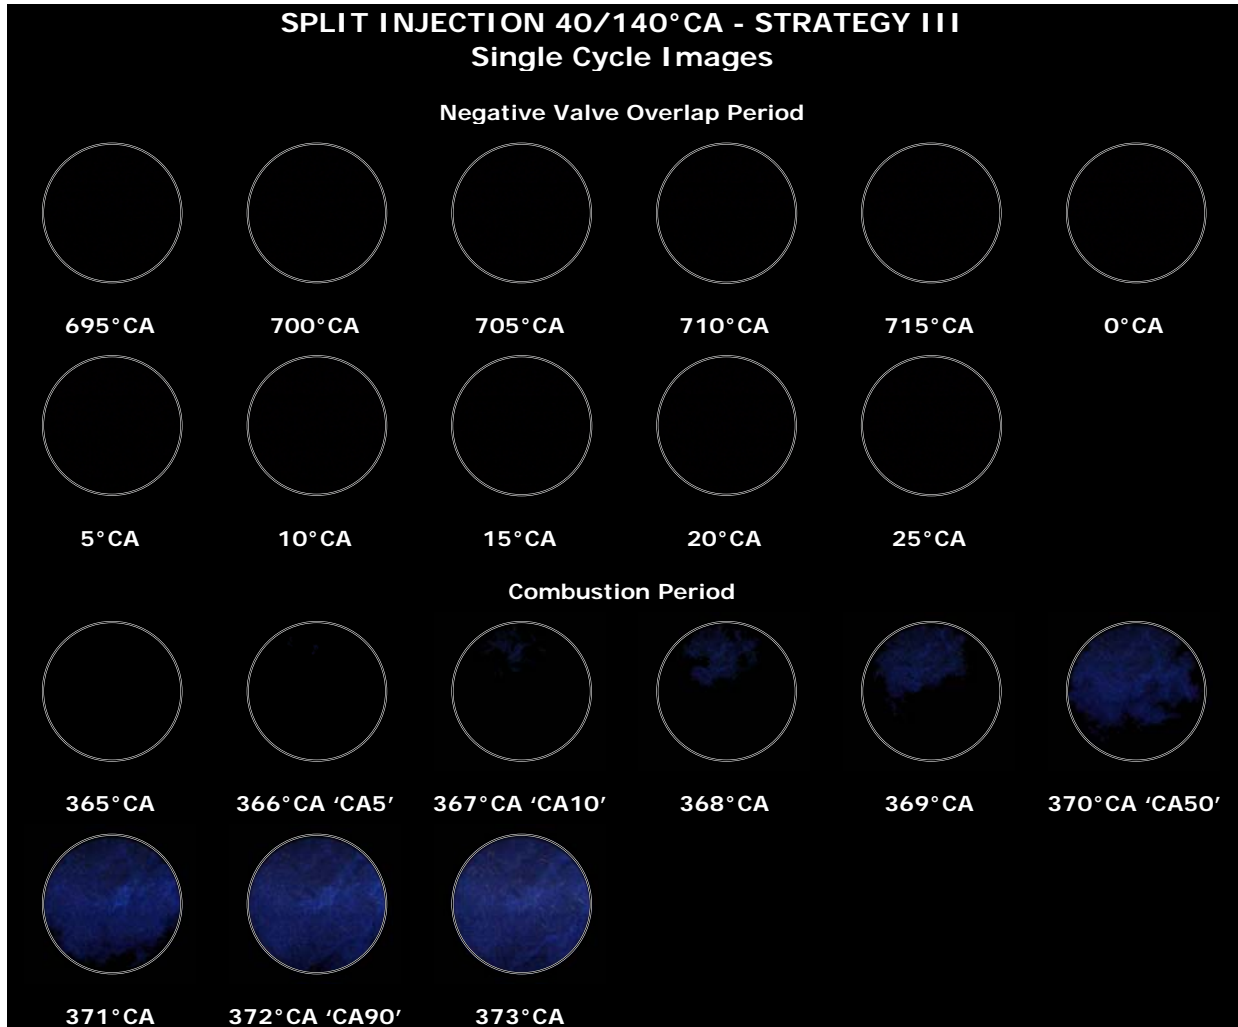 SPLIT INJECTION 40/140°CA - STRATEGY III
Single Cycle Images
Negative Valve Overlap Period
695°CA 700°CA 705°CA 710°CA 715°CA 0°CA
5°CA 10°CA 15°CA 20°CA 25°CA
Combustion Period
365°CA 366°CA ‘CA5’ 367°CA ‘CA10’ 368°CA 369°CA 370°CA ‘CA50’
371°CA 372°CA ‘CA90’ 373°CA